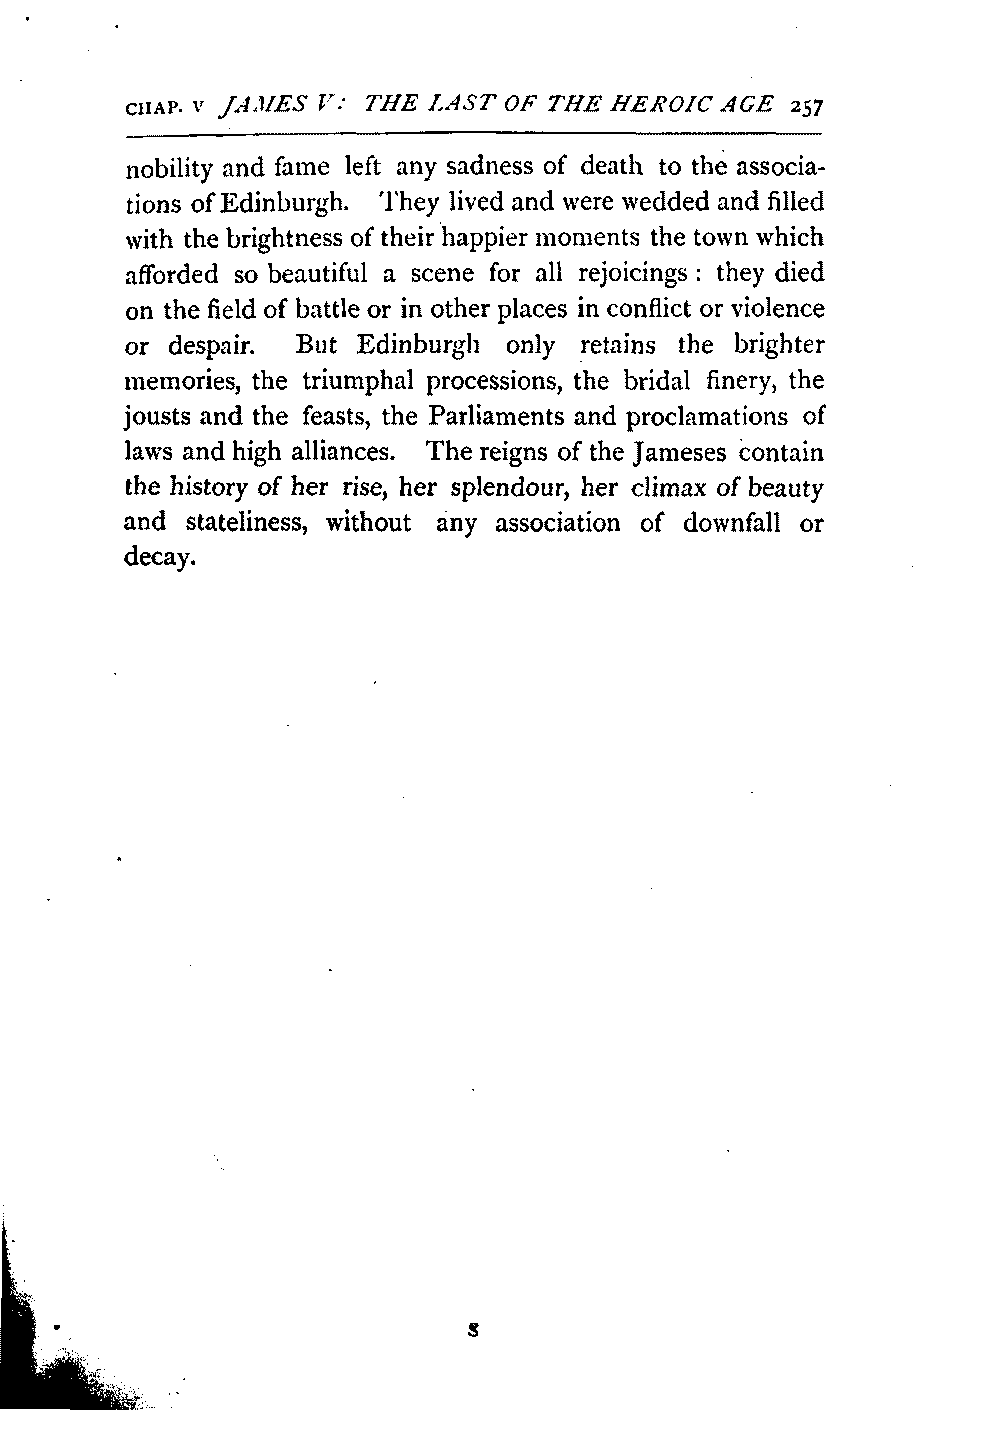 CHAP. V JAMES V: THE LAST OF THE HEROIC AGE 257
nobility and fame left any sadness of death to the associa-
tions of Edinburgh. They lived and were wedded and filled
with the brightness of their happier moments the town which
afforded so beautiful a scene for all rejoicings : they died
on the field of battle or in other places in conflict or violence
or despair. But Edinburgh only retains the brighter
memories, the triumphal processions, the bridal finery, the
jousts and the feasts, the Parliaments and proclamations of
laws and high alliances. The reigns of the Jameses contain
the history of her rise, her splendour, her climax of beauty
and stateliness, without any association of downfall or
decay.
S